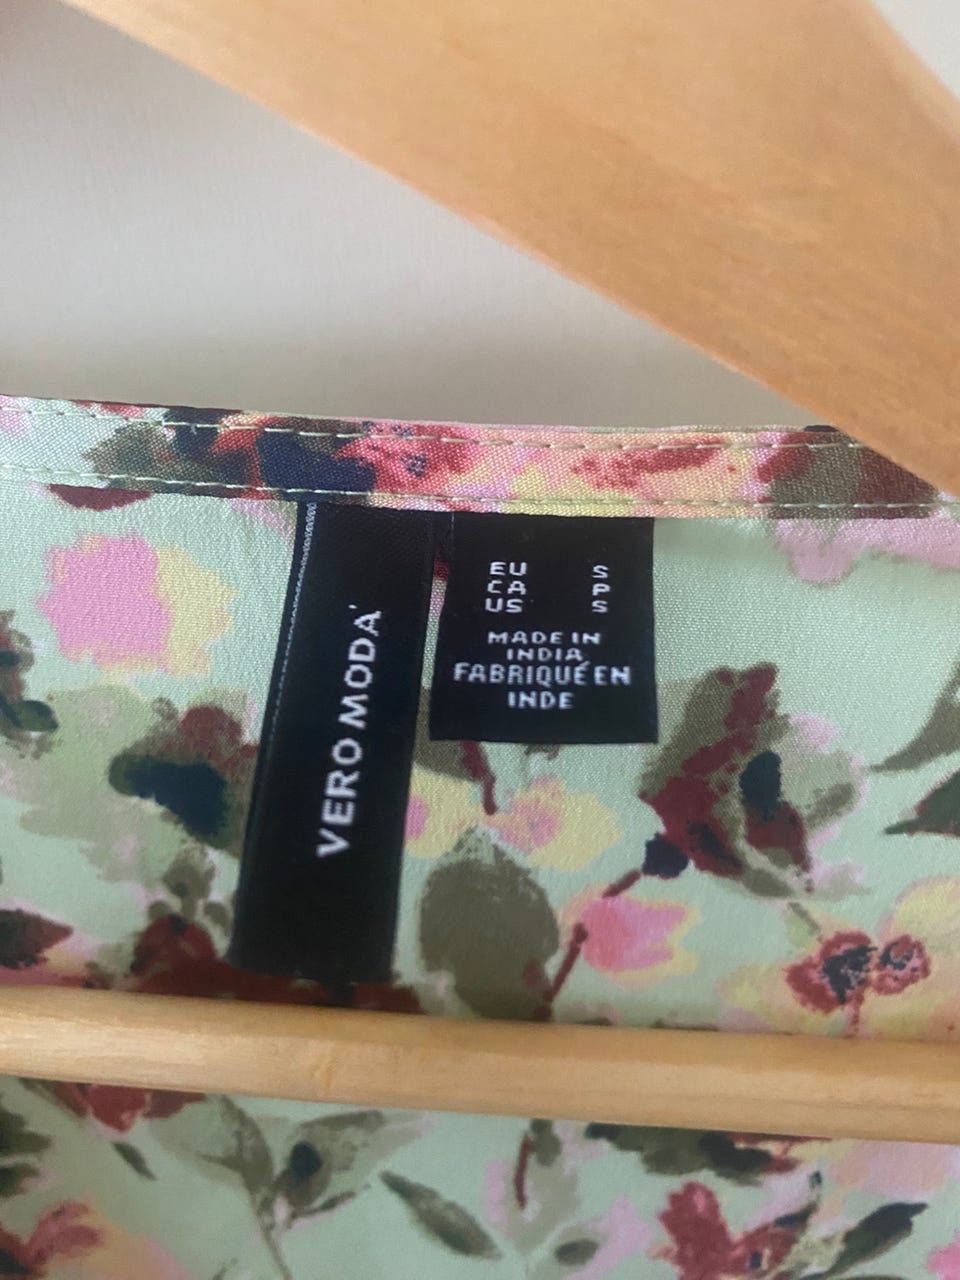 VERO MODA
EU S
CA P
US S
MADE IN
INDIA
FABRIQUÉ EN
INDE